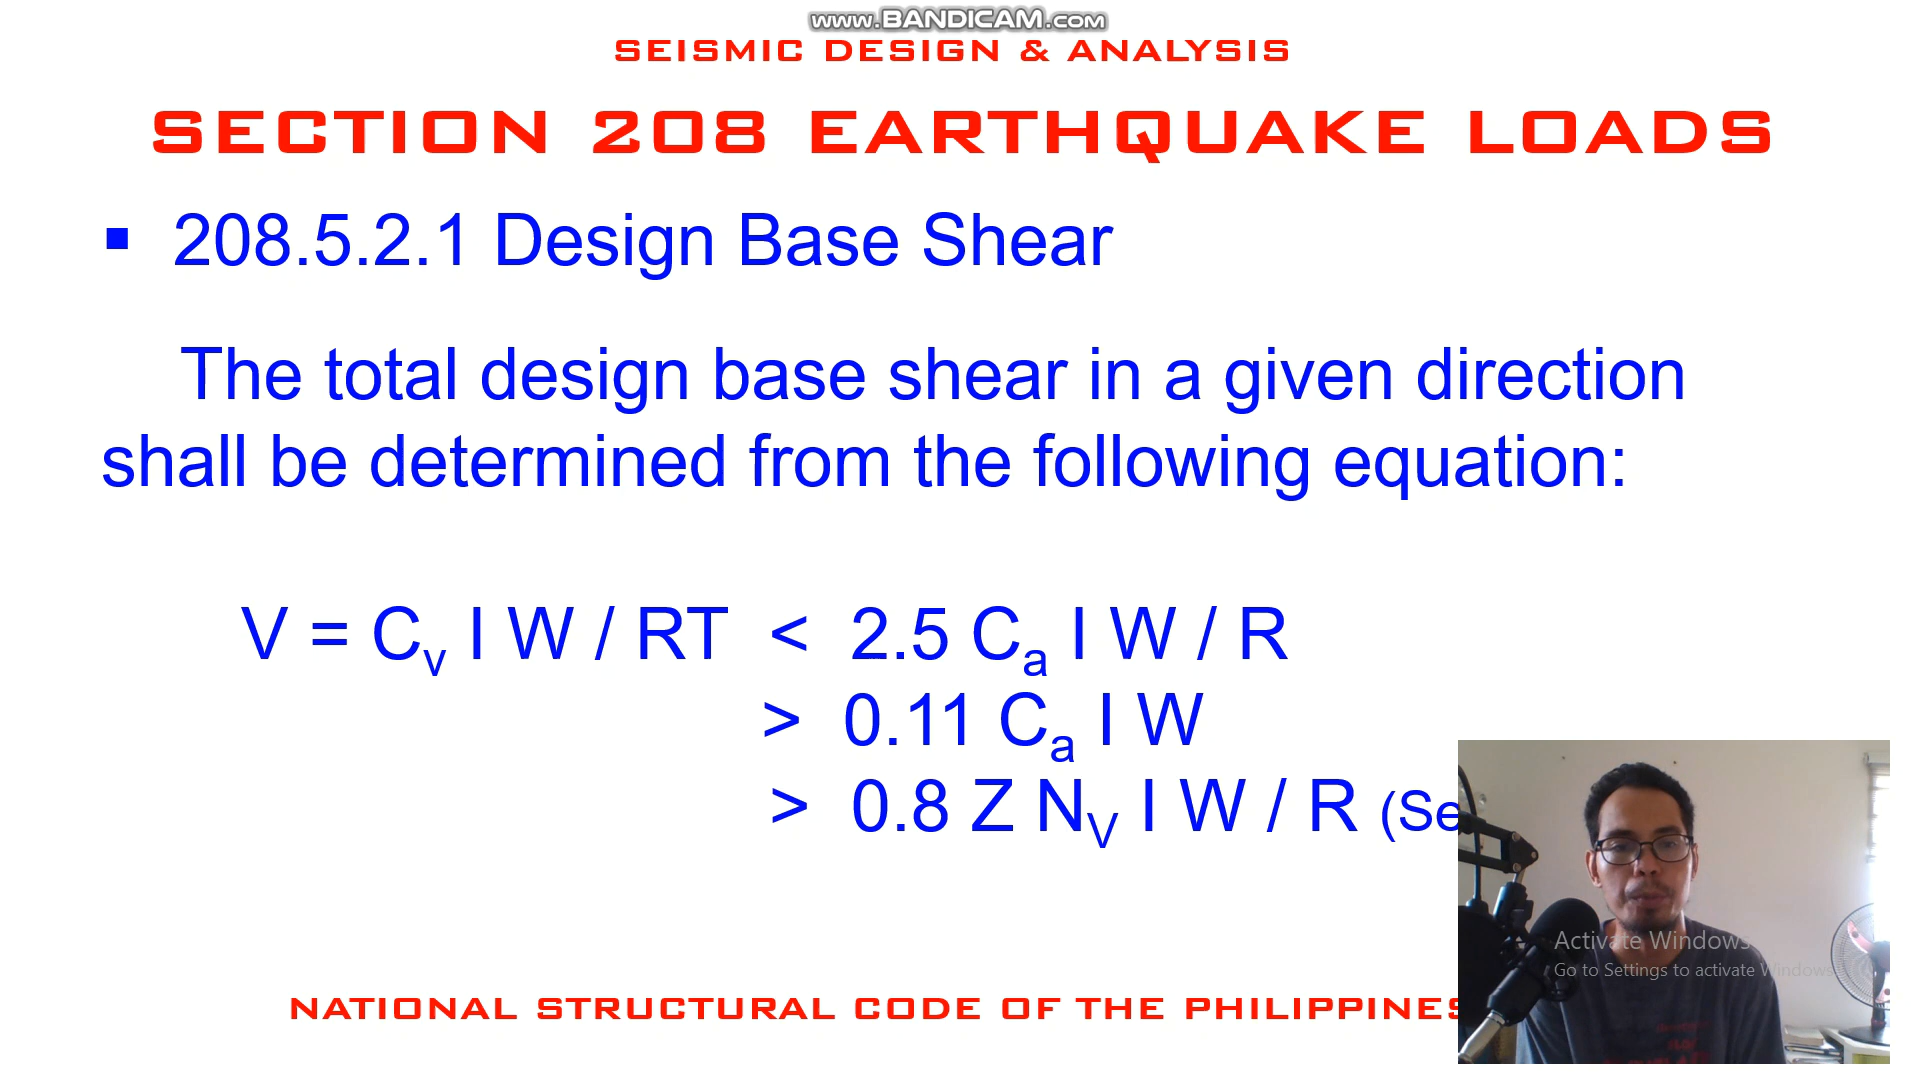 www.BANDICAM.com
SEISMIC DESIGN & ANALYSIS
SECTION 208 EARTHQUAKE LOADS
▪ 208.5.2.1 Design Base Shear
The total design base shear in a given direction
shall be determined from the following equation:
V = Cv I W / RT < 2.5 Ca I W / R
> 0.11 Ca I W
> 0.8 Z NV I W / R (Se
Activate Windows
Go to Settings to activate Windows
NATIONAL STRUCTURAL CODE OF THE PHILIPPINES